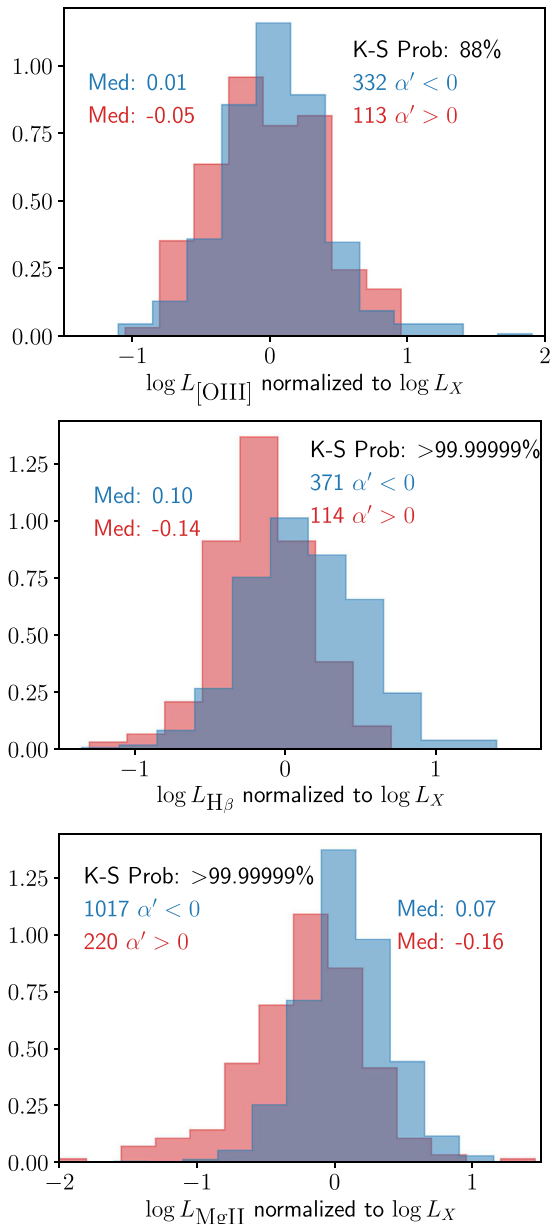 K-S Prob: 88%
Med: 0.01 332 α′ < 0
Med: -0.05 113 α′ > 0
1.00
0.75
0.50
0.25
0.00
−1 0 1 2
log L[OIII] normalized to log LX
K-S Prob: >99.99999%
Med: 0.10 371 α′ < 0
Med: -0.14 114 α′ > 0
1.25
1.00
0.75
0.50
0.25
0.00
−1 0 1
log LHβ normalized to log LX
K-S Prob: >99.99999%
1017 α′ < 0 Med: 0.07
220 α′ > 0 Med: -0.16
1.25
1.00
0.75
0.50
0.25
0.00
−2 −1 0 1
log LMgII normalized to log LX